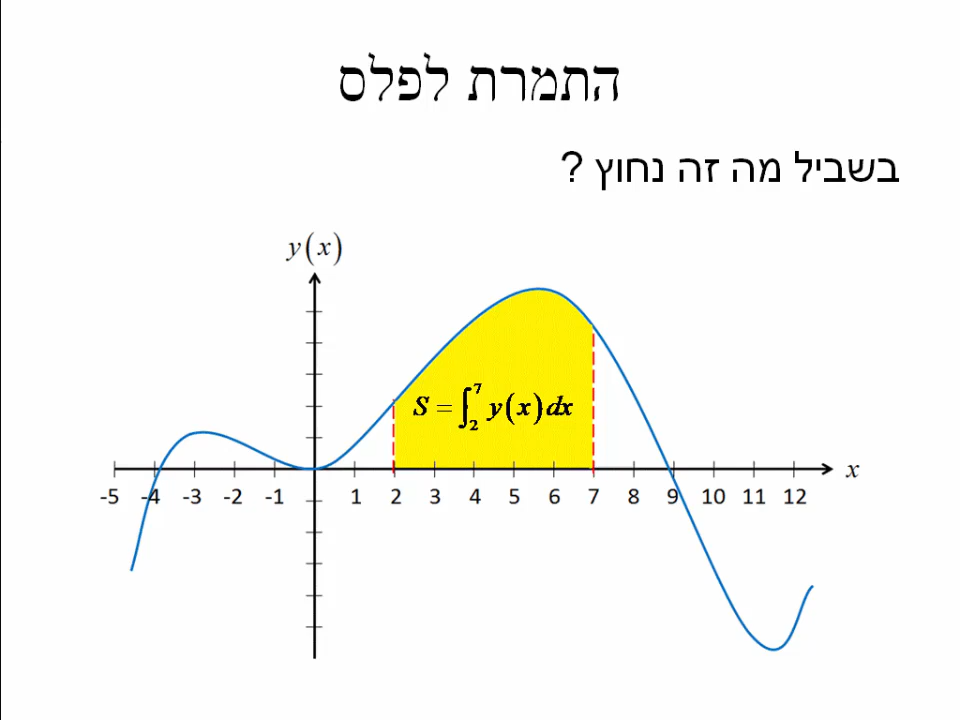 התמרת לפלס
בשביל מה זה נחוץ ?
y(x)
S = ∫₂⁷ y(x)dx
x
-5 -4 -3 -2 -1 1 2 3 4 5 6 7 8 9 10 11 12